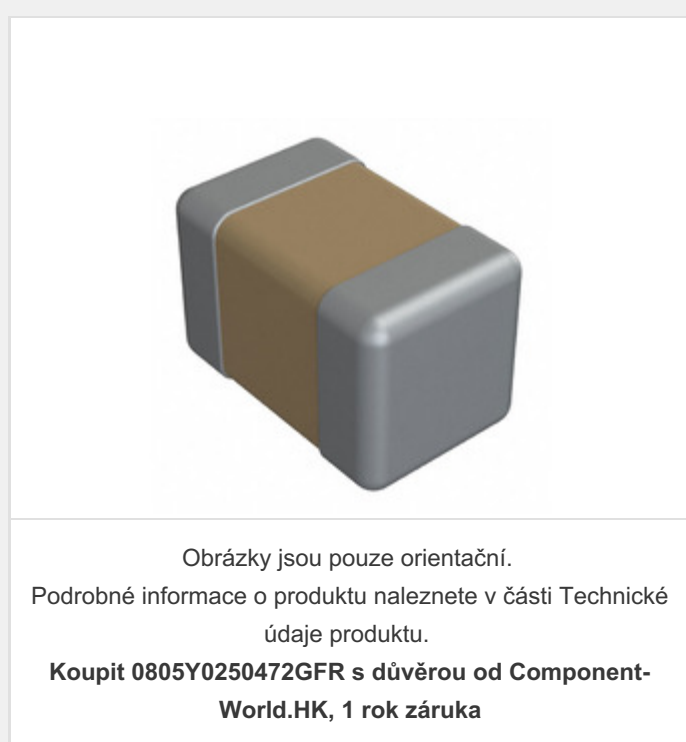 Obrázky jsou pouze orientační.
Podrobné informace o produktu naleznete v části Technické
údaje produktu.
Koupit 0805Y0250472GFR s důvěrou od Component-
World.HK, 1 rok záruka